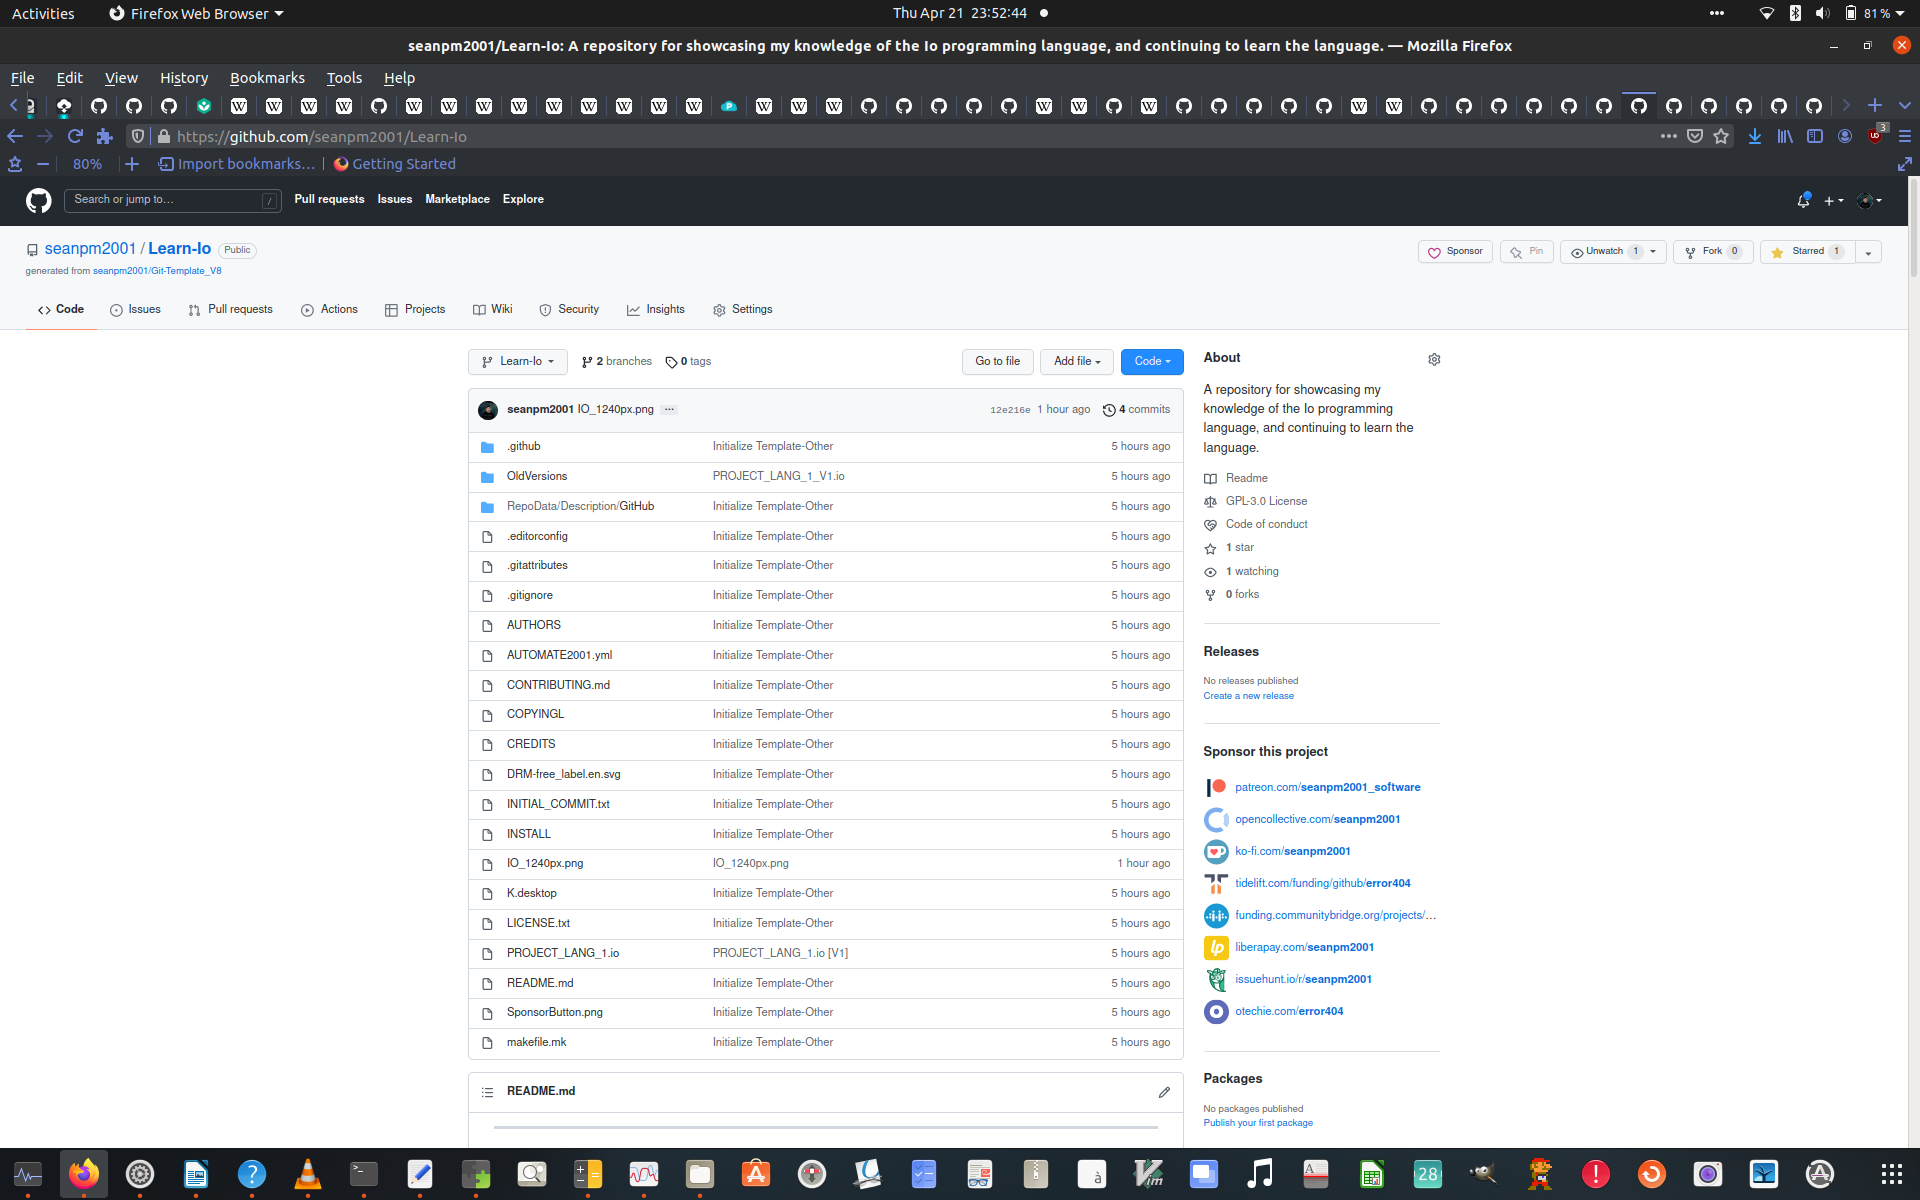 Activities
Firefox Web Browser
Thu Apr 21 23:52:44
81 %
seanpm2001/Learn-Io: A repository for showcasing my knowledge of the Io programming language, and continuing to learn the language. — Mozilla Firefox
File Edit View History Bookmarks Tools Help
https://github.com/seanpm2001/Learn-Io
3
80%
Import bookmarks…
Getting Started
Search or jump to…
/
Pull requests Issues Marketplace Explore
seanpm2001 / Learn-Io
Public
Sponsor
Pin
Unwatch 1
Fork 0
Starred 1
generated from seanpm2001/Git-Template_V8
Code
Issues
Pull requests
Actions
Projects
Wiki
Security
Insights
Settings
Learn-Io
2 branches
0 tags
Go to file
Add file
Code
seanpm2001 IO_1240px.png
12e216e 1 hour ago
4 commits
.github Initialize Template-Other 5 hours ago
OldVersions PROJECT_LANG_1_V1.io 5 hours ago
RepoData/Description/GitHub Initialize Template-Other 5 hours ago
.editorconfig Initialize Template-Other 5 hours ago
.gitattributes Initialize Template-Other 5 hours ago
.gitignore Initialize Template-Other 5 hours ago
AUTHORS Initialize Template-Other 5 hours ago
AUTOMATE2001.yml Initialize Template-Other 5 hours ago
CONTRIBUTING.md Initialize Template-Other 5 hours ago
COPYINGL Initialize Template-Other 5 hours ago
CREDITS Initialize Template-Other 5 hours ago
DRM-free_label.en.svg Initialize Template-Other 5 hours ago
INITIAL_COMMIT.txt Initialize Template-Other 5 hours ago
INSTALL Initialize Template-Other 5 hours ago
IO_1240px.png IO_1240px.png 1 hour ago
K.desktop Initialize Template-Other 5 hours ago
LICENSE.txt Initialize Template-Other 5 hours ago
PROJECT_LANG_1.io PROJECT_LANG_1.io [V1] 5 hours ago
README.md Initialize Template-Other 5 hours ago
SponsorButton.png Initialize Template-Other 5 hours ago
makefile.mk Initialize Template-Other 5 hours ago
README.md
About
A repository for showcasing my
knowledge of the Io programming
language, and continuing to learn the
language.
Readme
GPL-3.0 License
Code of conduct
1 star
1 watching
0 forks
Releases
No releases published
Create a new release
Sponsor this project
patreon.com/seanpm2001_software
opencollective.com/seanpm2001
ko-fi.com/seanpm2001
tidelift.com/funding/github/error404
funding.communitybridge.org/projects/…
liberapay.com/seanpm2001
issuehunt.io/r/seanpm2001
otechie.com/error404
Packages
No packages published
Publish your first package
28